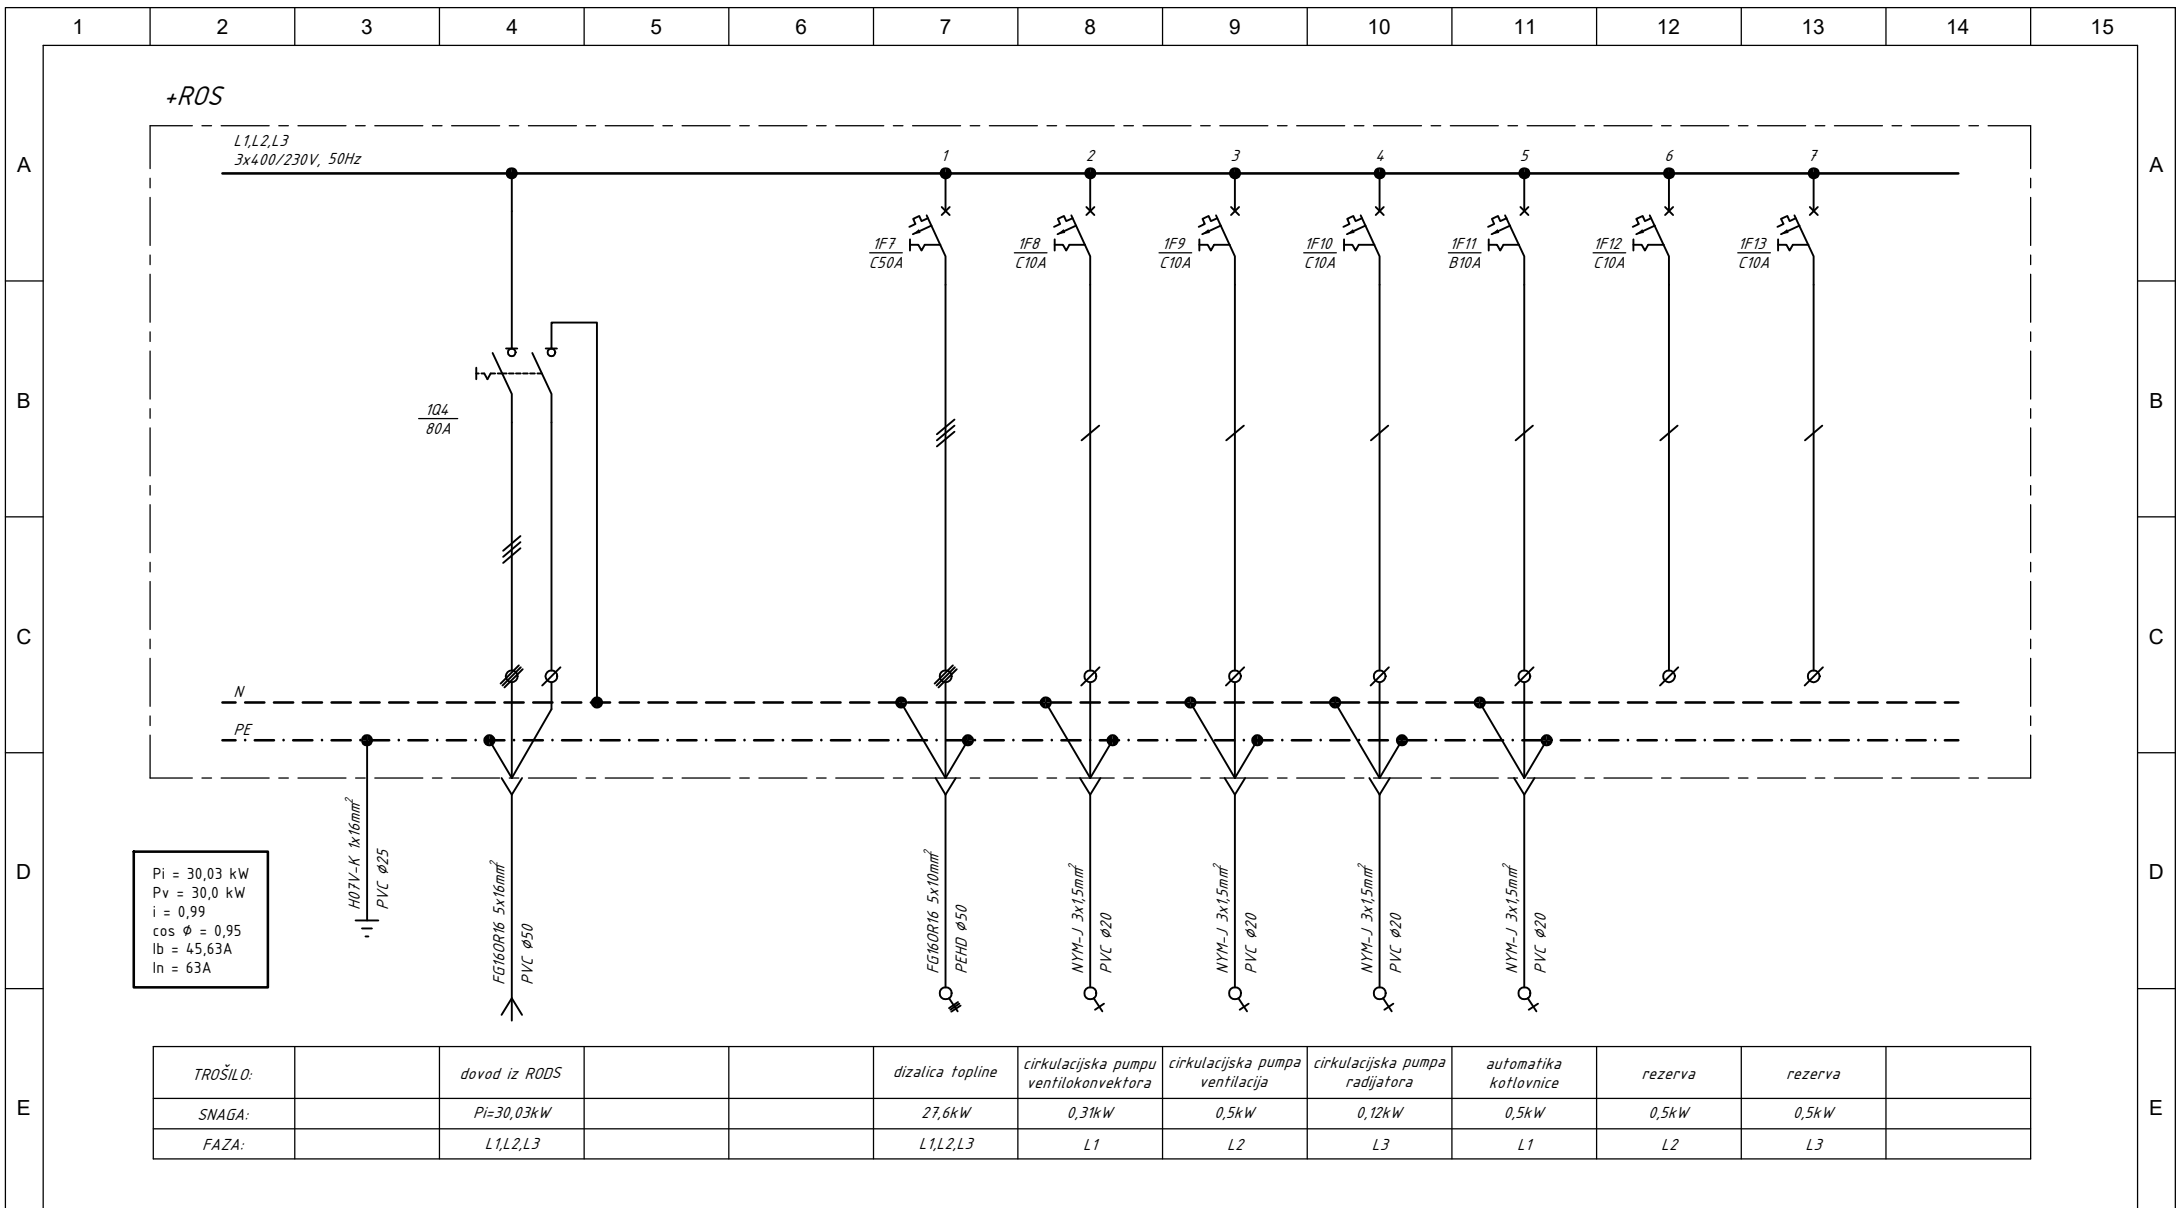 1 2 3 4 5 6 7 8 9 10 11 12 13 14 15
+ROS
L1,L2,L3
3x400/230V, 50Hz
1 2 3 4 5 6 7
A A
1F7
C50A
1F8
C10A
1F9
C10A
1F10
C10A
1F11
B10A
1F12
C10A
1F13
C10A
B B
1Q4
80A
C C
N
PE
D D
Pi = 30,03 kW
Pv = 30,0 kW
i = 0,99
cos φ = 0,95
Ib = 45,63A
In = 63A
H07V-K 1x16mm²
PVC Ø25
FG16OR16 5x16mm²
PVC Ø50
FG16OR16 5x10mm²
PEHD Ø50
NYM-J 3x1,5mm²
PVC Ø20
NYM-J 3x1,5mm²
PVC Ø20
NYM-J 3x1,5mm²
PVC Ø20
NYM-J 3x1,5mm²
PVC Ø20
E E
TROŠILO: dovod iz RODS dizalica topline cirkulacijska pumpu ventilokonvektora cirkulacijska pumpa ventilacija cirkulacijska pumpa radijatora automatika kotlovnice rezerva rezerva
SNAGA: Pi=30,03kW 27,6kW 0,31kW 0,5kW 0,12kW 0,5kW 0,5kW 0,5kW
FAZA: L1,L2,L3 L1,L2,L3 L1 L2 L3 L1 L2 L3